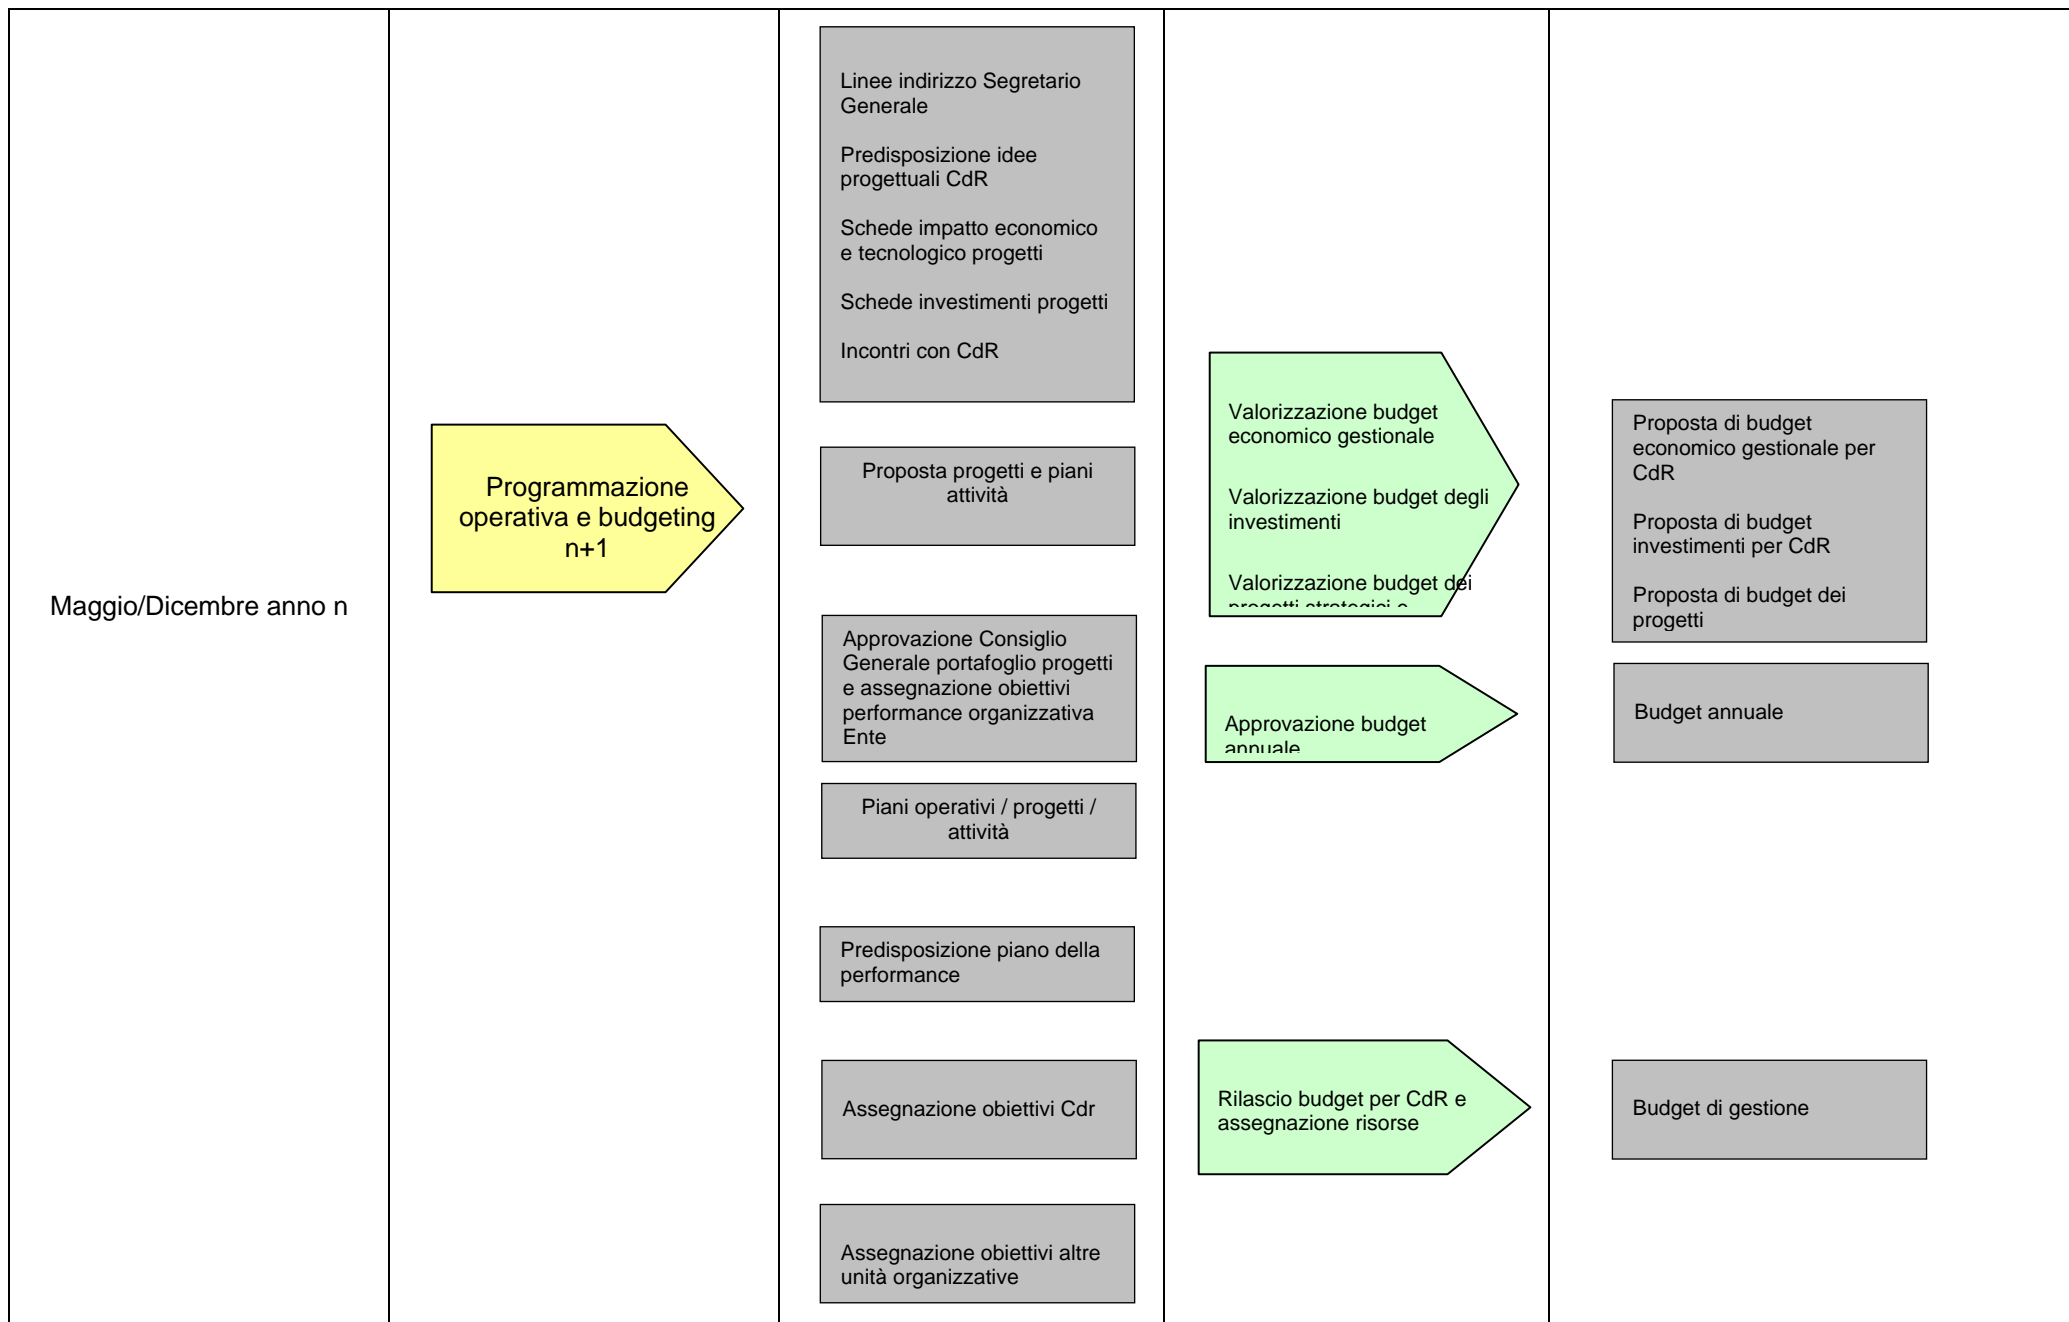 Maggio/Dicembre anno n
Programmazione
operativa e budgeting
n+1
Linee indirizzo Segretario
Generale
Predisposizione idee
progettuali CdR
Schede impatto economico
e tecnologico progetti
Schede investimenti progetti
Incontri con CdR
Proposta progetti e piani
attività
Approvazione Consiglio
Generale portafoglio progetti
e assegnazione obiettivi
performance organizzativa
Ente
Piani operativi / progetti /
attività
Predisposizione piano della
performance
Assegnazione obiettivi Cdr
Assegnazione obiettivi altre
unità organizzative
Valorizzazione budget
economico gestionale
Valorizzazione budget degli
investimenti
Valorizzazione budget dei
progetti strategici e
Approvazione budget
annuale
Rilascio budget per CdR e
assegnazione risorse
Proposta di budget
economico gestionale per
CdR
Proposta di budget
investimenti per CdR
Proposta di budget dei
progetti
Budget annuale
Budget di gestione